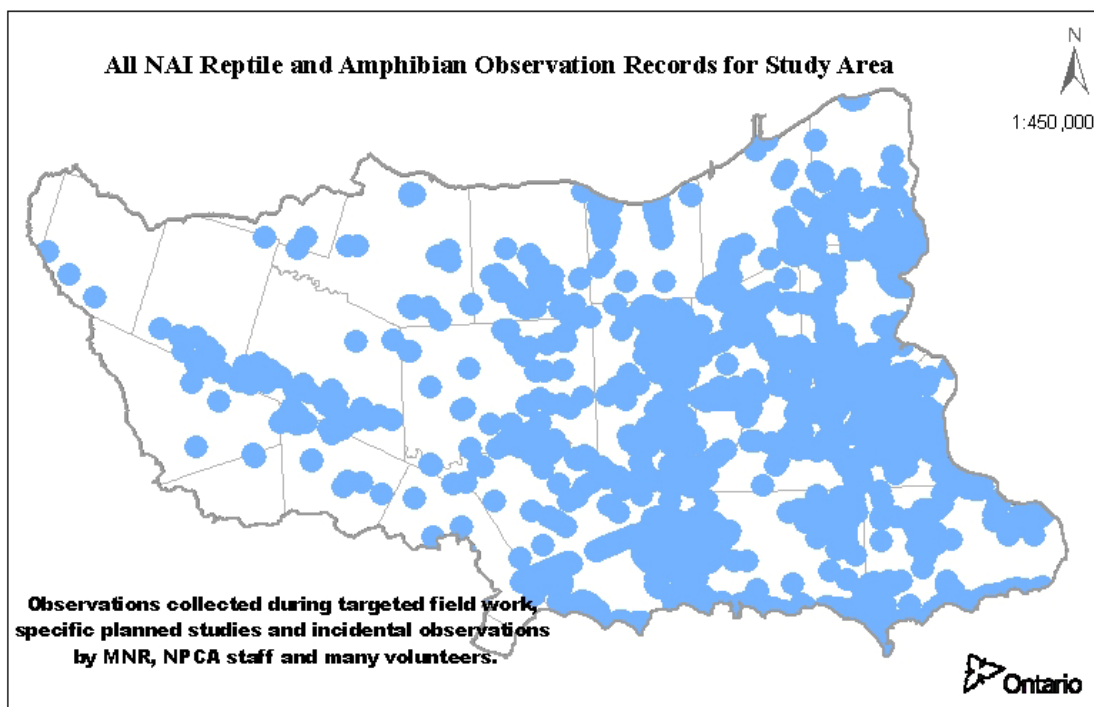 All NAI Reptile and Amphibian Observation Records for Study Area
N
1:450,000
Observations collected during targeted field work,
specific planned studies and incidental observations
by MNR, NPCA staff and many volunteers.
Ontario